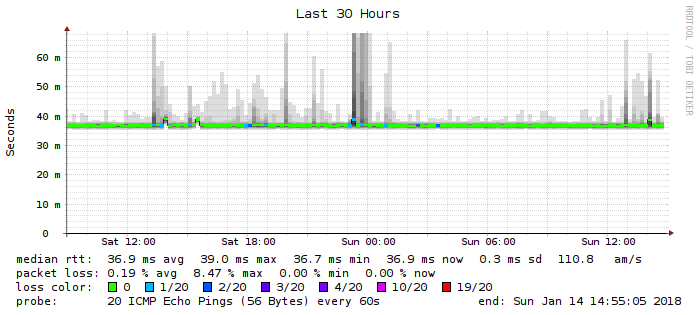 Last 30 Hours
RRDTOOL / TOBI OETIKER
Seconds
60 m
50 m
40 m
30 m
20 m
10 m
0
Sat 12:00 Sat 18:00 Sun 00:00 Sun 06:00 Sun 12:00
median rtt: 36.9 ms avg 39.0 ms max 36.7 ms min 36.9 ms now 0.3 ms sd 110.8 am/s
packet loss: 0.19 % avg 8.47 % max 0.00 % min 0.00 % now
loss color: 0 1/20 2/20 3/20 4/20 10/20 19/20
probe: 20 ICMP Echo Pings (56 Bytes) every 60s end: Sun Jan 14 14:55:05 2018